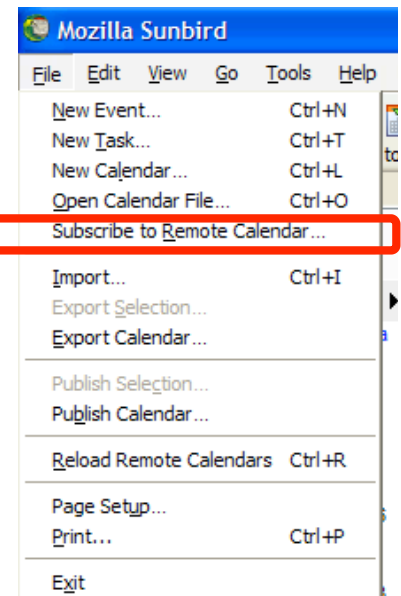 Mozilla Sunbird
File Edit View Go Tools Help
New Event... Ctrl+N
New Task... Ctrl+T
New Calendar... Ctrl+L
Open Calendar File... Ctrl+O
Subscribe to Remote Calendar...
Import... Ctrl+I
Export Selection...
Export Calendar...
Publish Selection...
Publish Calendar...
Reload Remote Calendars Ctrl+R
Page Setup...
Print... Ctrl+P
Exit